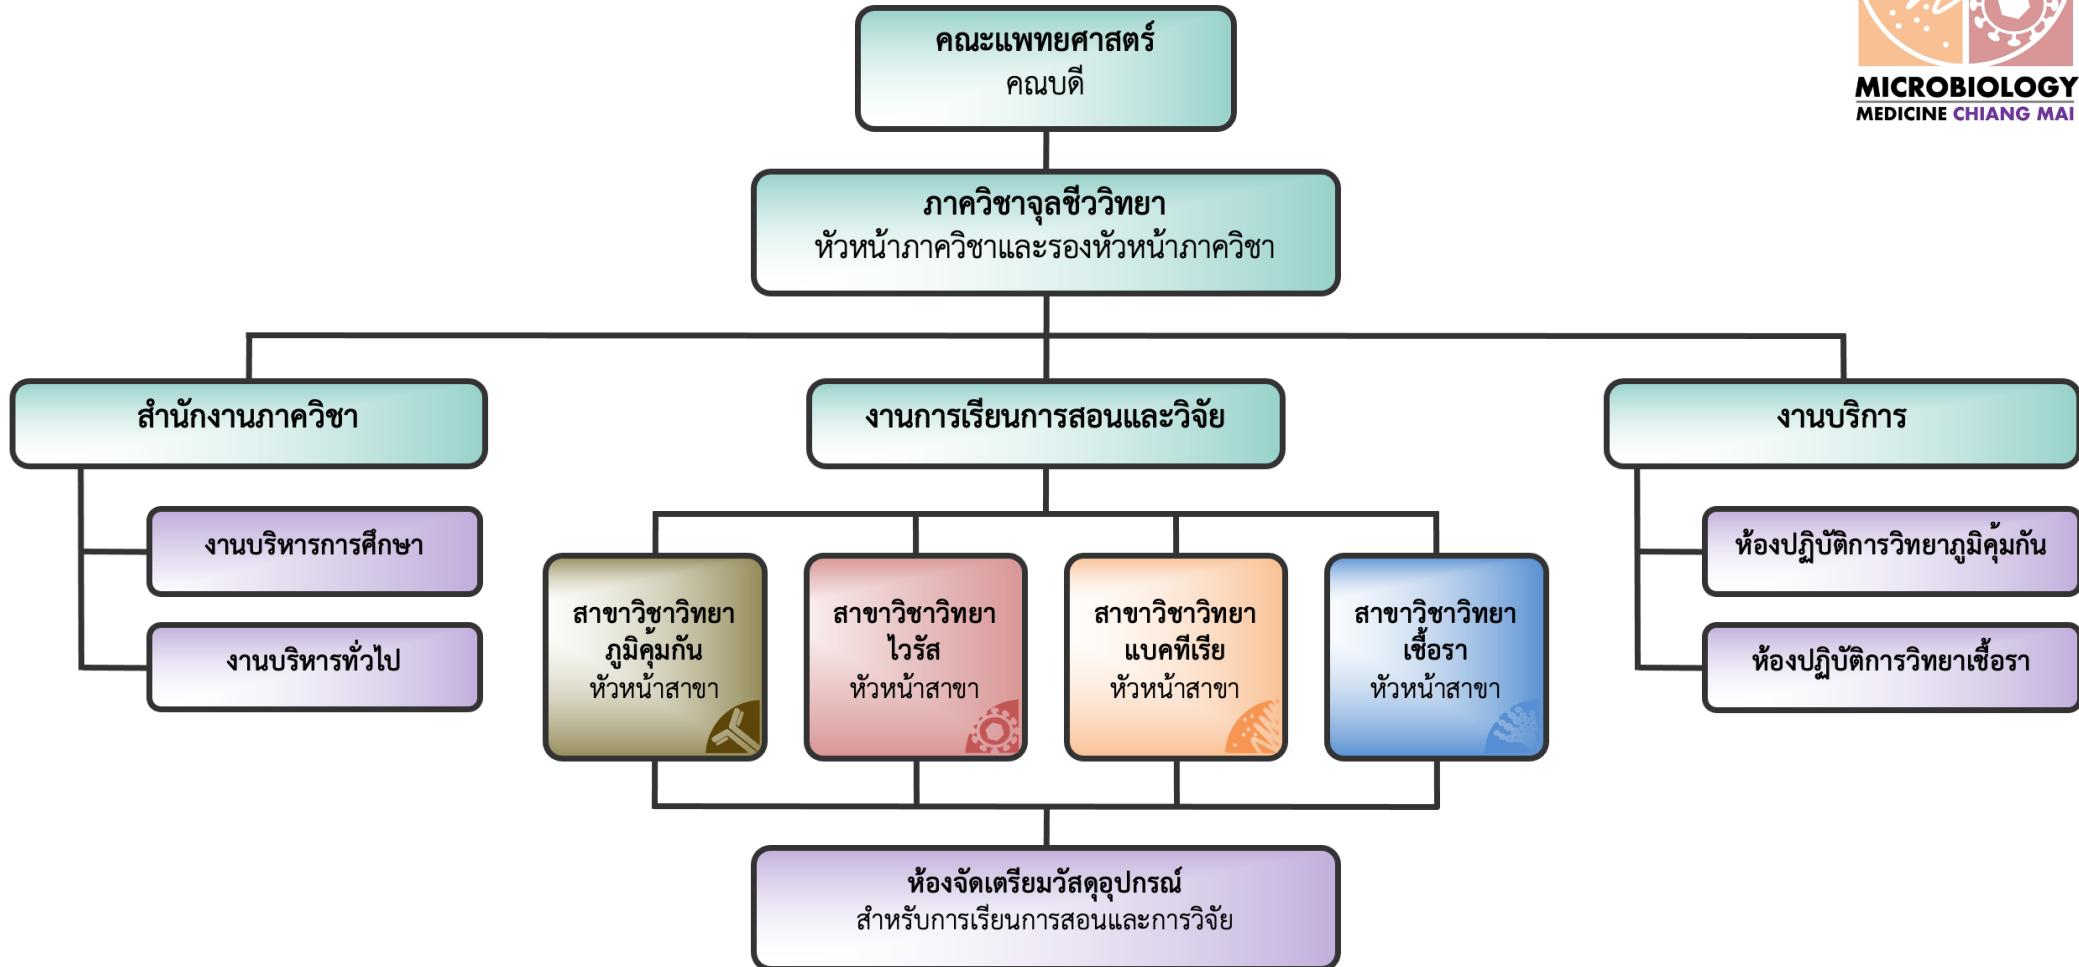 คณะแพทยศาสตร์
คณบดี
MICROBIOLOGY
MEDICINE CHIANG MAI
ภาควิชาจุลชีววิทยา
หัวหน้าภาควิชาและรองหัวหน้าภาควิชา
สำนักงานภาควิชา
งานการเรียนการสอนและวิจัย
งานบริการ
งานบริหารการศึกษา
งานบริหารทั่วไป
สาขาวิชาวิทยา
ภูมิคุ้มกัน
หัวหน้าสาขา
สาขาวิชาวิทยา
ไวรัส
หัวหน้าสาขา
สาขาวิชาวิทยา
แบคทีเรีย
หัวหน้าสาขา
สาขาวิชาวิทยา
เชื้อรา
หัวหน้าสาขา
ห้องปฏิบัติการวิทยาภูมิคุ้มกัน
ห้องปฏิบัติการวิทยาเชื้อรา
ห้องจัดเตรียมวัสดุอุปกรณ์
สำหรับการเรียนการสอนและการวิจัย